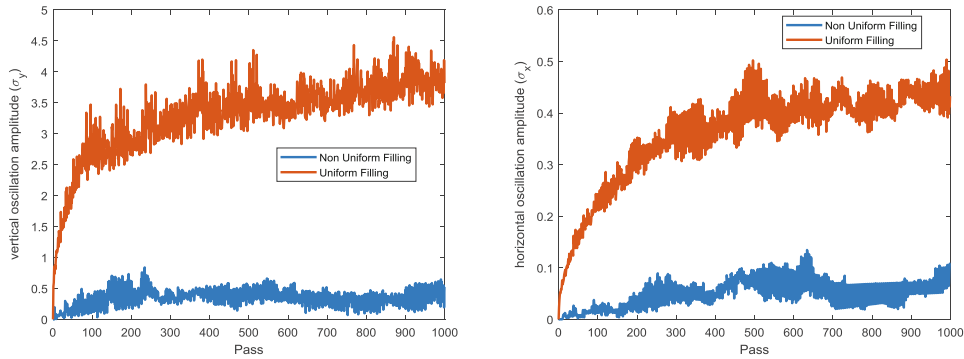 5
4.5
4
3.5
3
2.5
2
1.5
1
0.5
0
0 100 200 300 400 500 600 700 800 900 1000
Pass
vertical oscillation amplitude (σy)
Non Uniform Filling
Uniform Filling
0.6
0.5
0.4
0.3
0.2
0.1
0
0 100 200 300 400 500 600 700 800 900 1000
Pass
horizontal oscillation amplitude (σx)
Non Uniform Filling
Uniform Filling